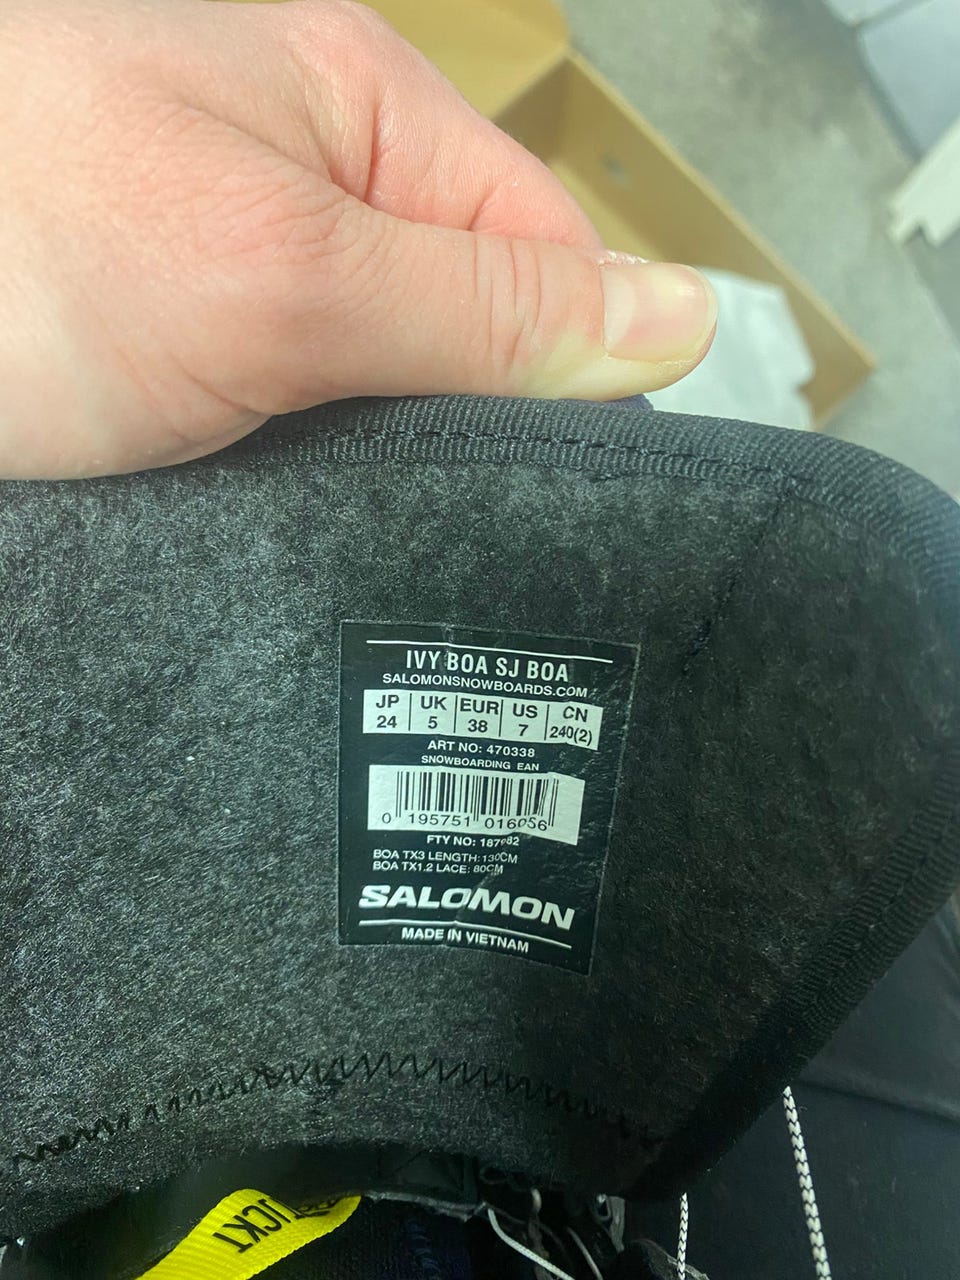 IVY BOA SJ BOA
SALOMONSNOWBOARDS.COM
JP UK EUR US CN
24 5 38 7 240(2)
ART NO: 470338
SNOWBOARDING EAN
0 195751 016056
BOA TX3 LENGTH:130CM
BOA TX1.2 LACE: 80CM
FTY NO:
SALOMON
MADE IN VIETNAM